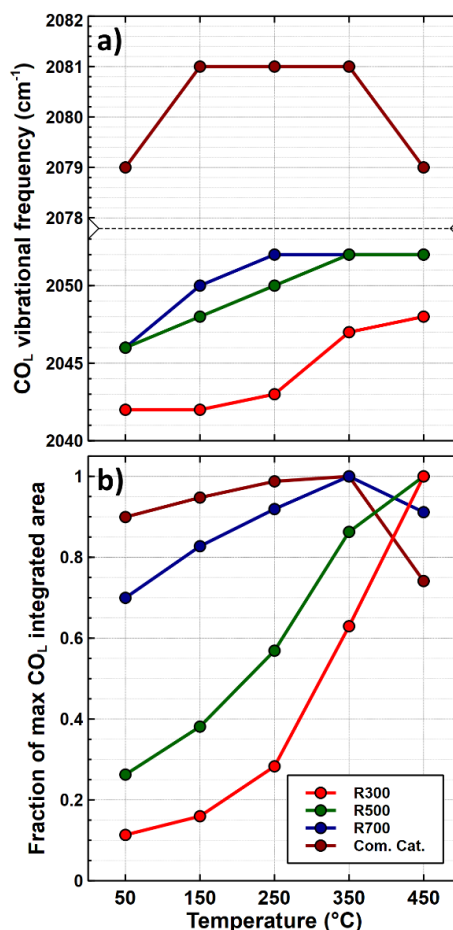 a)
CO_L vibrational frequency (cm⁻¹)
2082
2081
2080
2079
2078
2050
2045
2040
b)
Fraction of max CO_L integrated area
1
0.8
0.6
0.4
0.2
0
R300
R500
R700
Com. Cat.
50 150 250 350 450
Temperature (°C)